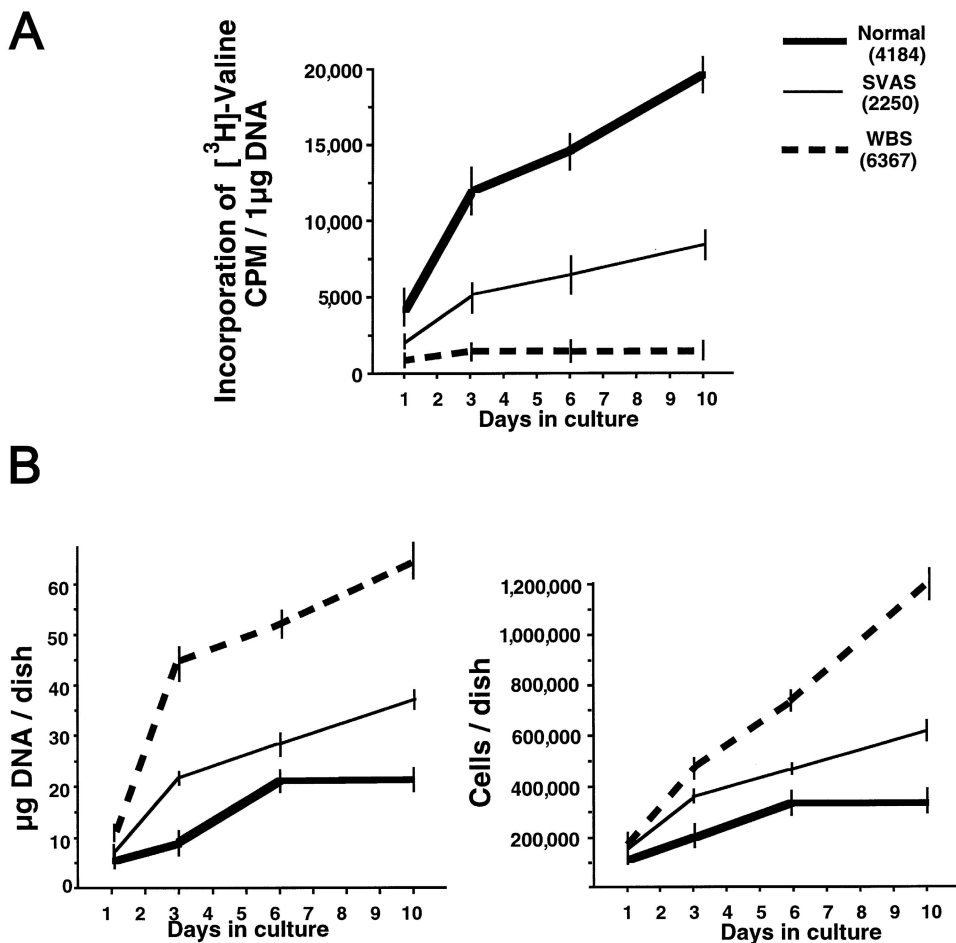 A
Incorporation of [³H]-Valine
CPM / 1µg DNA
20,000
15,000
10,000
5,000
0
1 2 3 4 5 6 7 8 9 10
Days in culture
Normal
(4184)
SVAS
(2250)
WBS
(6367)
B
µg DNA / dish
60
50
40
30
20
10
0
1 2 3 4 5 6 7 8 9 10
Days in culture
Cells / dish
1,200,000
1,000,000
800,000
600,000
400,000
200,000
1 2 3 4 5 6 7 8 9 10
Days in culture